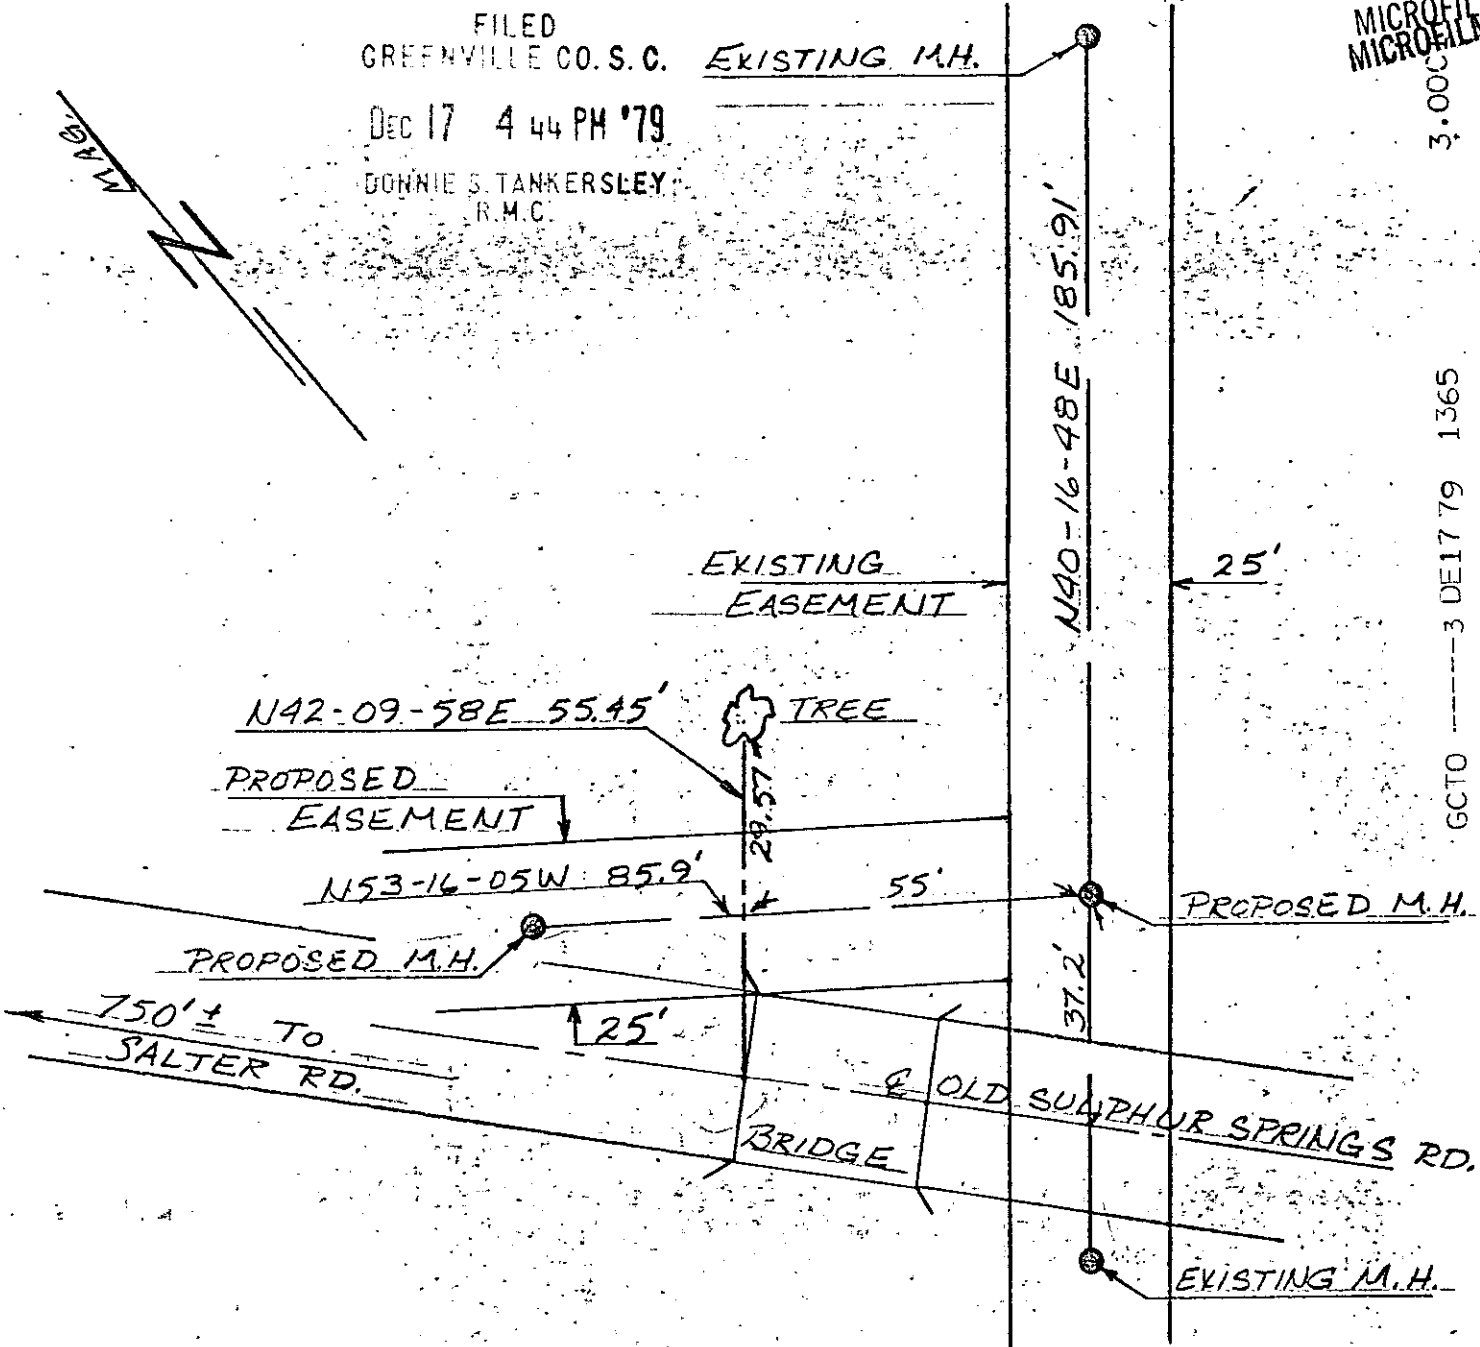 FILED
GREENVILLE CO. S. C.
DEC 17 4 44 PM '79
DONNIE S. TANKERSLEY
R.M.C.
EXISTING M.H.
MAG.
N
3.00
N40-16-48E 185.91'
GCTO -------3 DE17 79 1365
EXISTING
EASEMENT
25'
N42-09-58E 55.45'
TREE
29.57'
PROPOSED
EASEMENT
N53-16-05W 85.9'
55'
PROPOSED M.H.
PROPOSED M.H.
37.2'
25'
750'± TO
SALTER RD.
℄ OLD SULPHUR SPRINGS RD.
BRIDGE
EXISTING M.H.